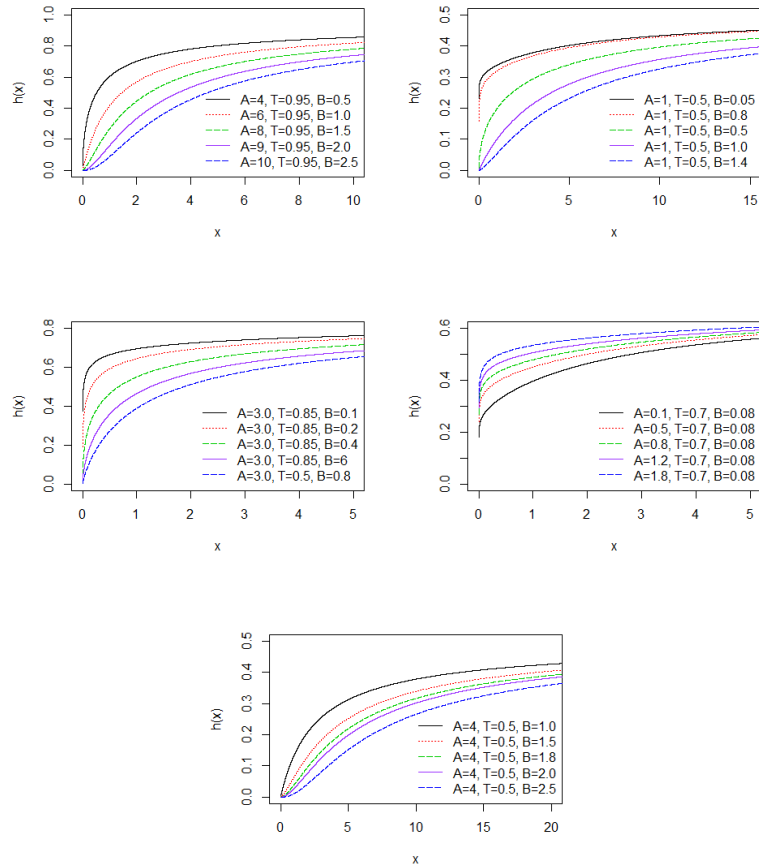 1.0
0.8
0.6
0.4
0.2
0.0
h(x)
A=4, T=0.95, B=0.5
A=6, T=0.95, B=1.0
A=8, T=0.95, B=1.5
A=9, T=0.95, B=2.0
A=10, T=0.95, B=2.5
0 2 4 6 8 10
x
0.5
0.4
0.3
0.2
0.1
0.0
h(x)
A=1, T=0.5, B=0.05
A=1, T=0.5, B=0.8
A=1, T=0.5, B=0.5
A=1, T=0.5, B=1.0
A=1, T=0.5, B=1.4
0 5 10 15
x
0.8
0.6
0.4
0.2
0.0
h(x)
A=3.0, T=0.85, B=0.1
A=3.0, T=0.85, B=0.2
A=3.0, T=0.85, B=0.4
A=3.0, T=0.85, B=6
A=3.0, T=0.5, B=0.8
0 1 2 3 4 5
x
0.6
0.4
0.2
0.0
h(x)
A=0.1, T=0.7, B=0.08
A=0.5, T=0.7, B=0.08
A=0.8, T=0.7, B=0.08
A=1.2, T=0.7, B=0.08
A=1.8, T=0.7, B=0.08
0 1 2 3 4 5
x
0.5
0.4
0.3
0.2
0.1
0.0
h(x)
A=4, T=0.5, B=1.0
A=4, T=0.5, B=1.5
A=4, T=0.5, B=1.8
A=4, T=0.5, B=2.0
A=4, T=0.5, B=2.5
0 5 10 15 20
x